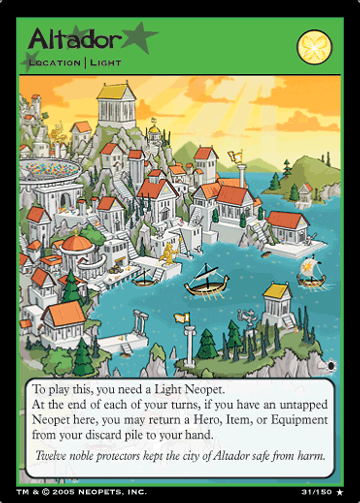 Altador
Location | Light
To play this, you need a Light Neopet.
At the end of each of your turns, if you have an untapped
Neopet here, you may return a Hero, Item, or Equipment
from your discard pile to your hand.
Twelve noble protectors kept the city of Altador safe from harm.
TM & © 2005 NEOPETS, INC.
31/150 ★